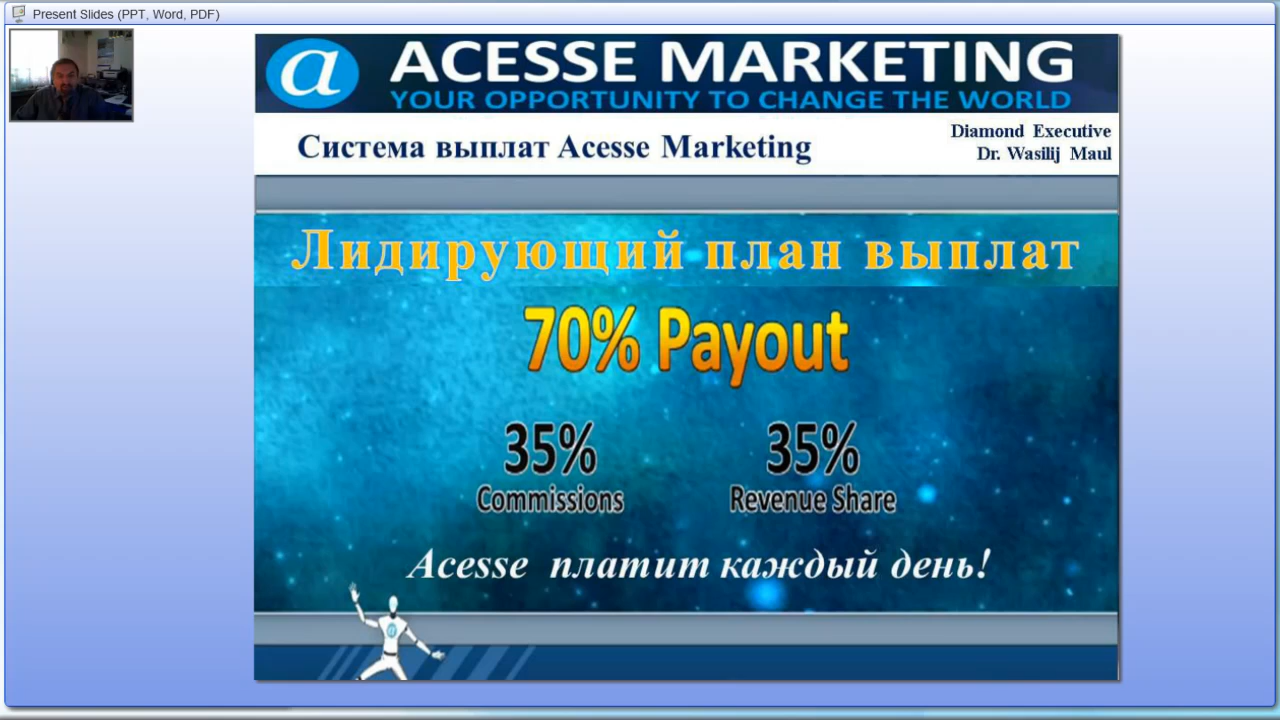 Present Slides (PPT, Word, PDF)
a ACESSE MARKETING
YOUR OPPORTUNITY TO CHANGE THE WORLD
Система выплат Acesse Marketing
Diamond Executive
Dr. Wasilij Maul
Лидирующий план выплат
70% Payout
35% 35%
Commissions Revenue Share
Acesse платит каждый день!